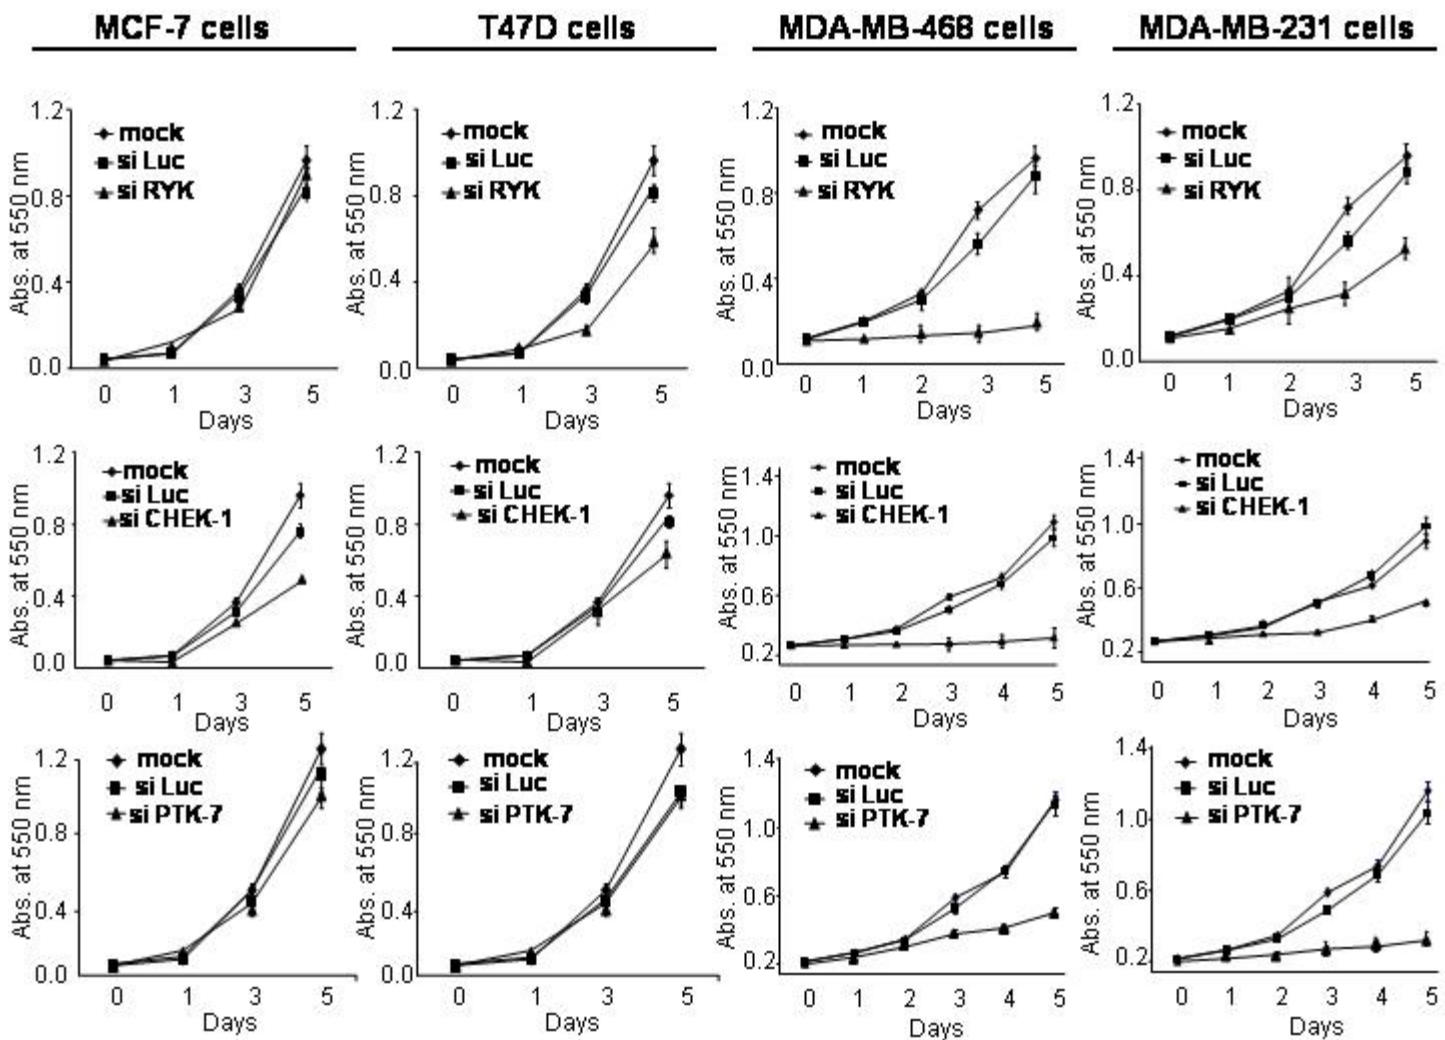 MCF-7 cells
T47D cells
MDA-MB-468 cells
MDA-MB-231 cells
Abs. at 550 nm
1.2
0.8
0.4
0.0
mock
si Luc
si RYK
0 1 3 5
Days
Abs. at 550 nm
1.2
0.8
0.4
0.0
mock
si Luc
si RYK
0 1 3 5
Days
Abs. at 550 nm
1.2
0.8
0.4
0.0
mock
si Luc
si RYK
0 1 2 3 5
Days
Abs. at 550 nm
1.2
0.8
0.4
0.0
mock
si Luc
si RYK
0 1 2 3 5
Days
Abs. at 550 nm
1.2
0.8
0.4
0.0
mock
si Luc
si CHEK-1
0 1 3 5
Days
Abs. at 550 nm
1.2
0.8
0.4
0.0
mock
si Luc
si CHEK-1
0 1 3 5
Days
Abs. at 550 nm
1.4
1.0
0.6
0.2
mock
si Luc
si CHEK-1
0 1 2 3 4 5
Days
Abs. at 550 nm
1.4
1.0
0.6
0.2
mock
si Luc
si CHEK-1
0 1 2 3 4 5
Days
Abs. at 550 nm
1.2
0.8
0.4
0.0
mock
si Luc
si PTK-7
0 1 3 5
Days
Abs. at 550 nm
1.2
0.8
0.4
0.0
mock
si Luc
si PTK-7
0 1 3 5
Days
Abs. at 550 nm
1.4
1.0
0.6
0.2
mock
si Luc
si PTK-7
0 1 2 3 4 5
Days
Abs. at 550 nm
1.4
1.0
0.6
0.2
mock
si Luc
si PTK-7
0 1 2 3 4 5
Days